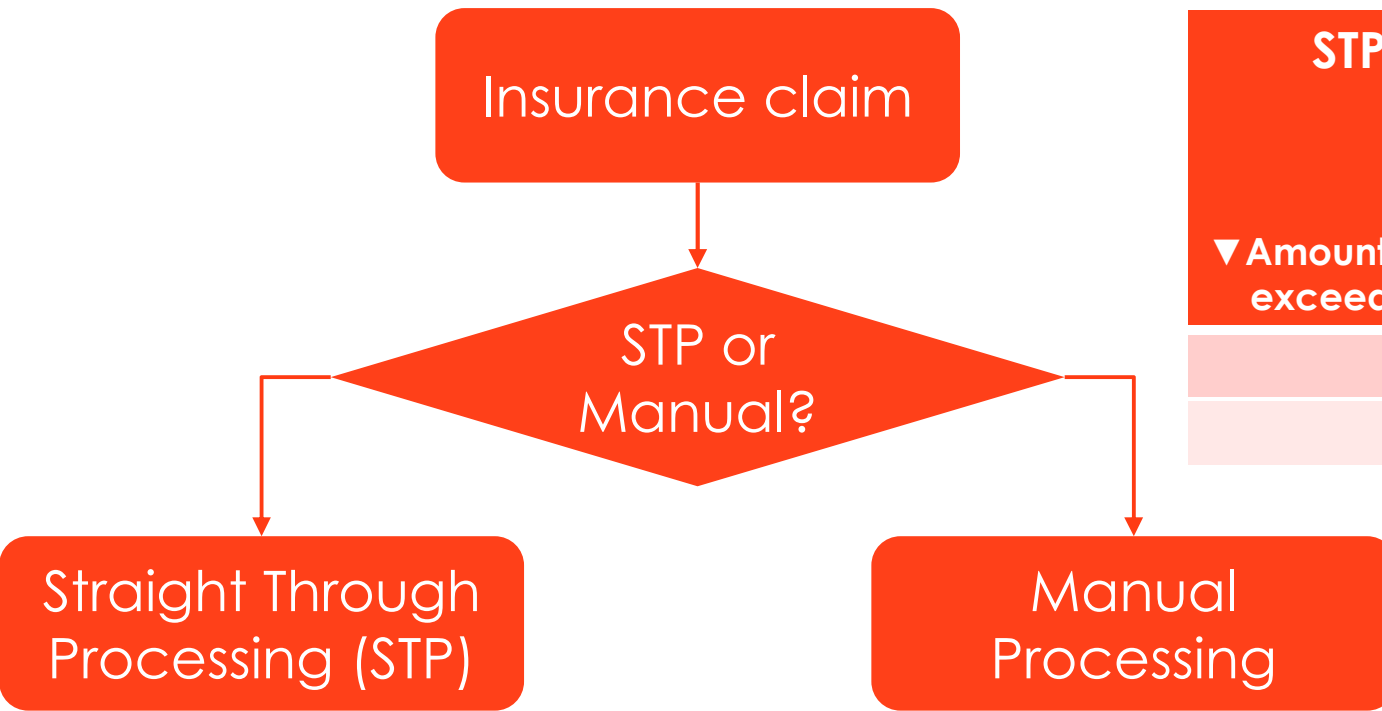 Insurance claim
STP
▼Amount
exceed
STP or
Manual?
Straight Through
Processing (STP)
Manual
Processing